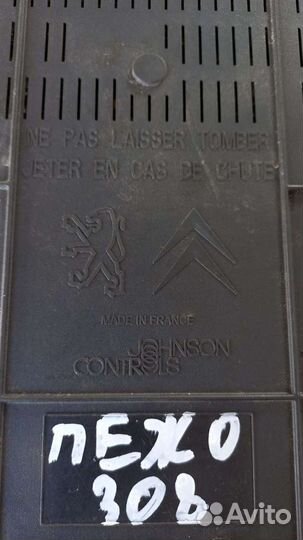 NE PAS LAISSER TOMBER
JETER EN CAS DE CHUTE
MADE IN FRANCE
JOHNSON
CONTROLS
ПЕЖО
308
Avito